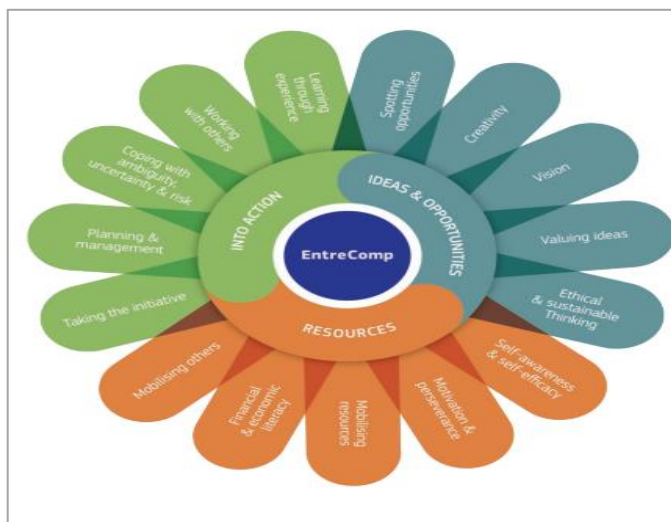 EntreComp
IDEAS & OPPORTUNITIES
Spotting
opportunities
Creativity
Vision
Valuing ideas
Ethical
& sustainable
Thinking
RESOURCES
Self-awareness
& self-efficacy
Motivation &
perseverance
Mobilising
resources
Financial
& economic
literacy
Mobilising others
INTO ACTION
Taking the initiative
Planning &
management
Coping with
ambiguity,
uncertainty & risk
Working
with others
Learning
through
experience